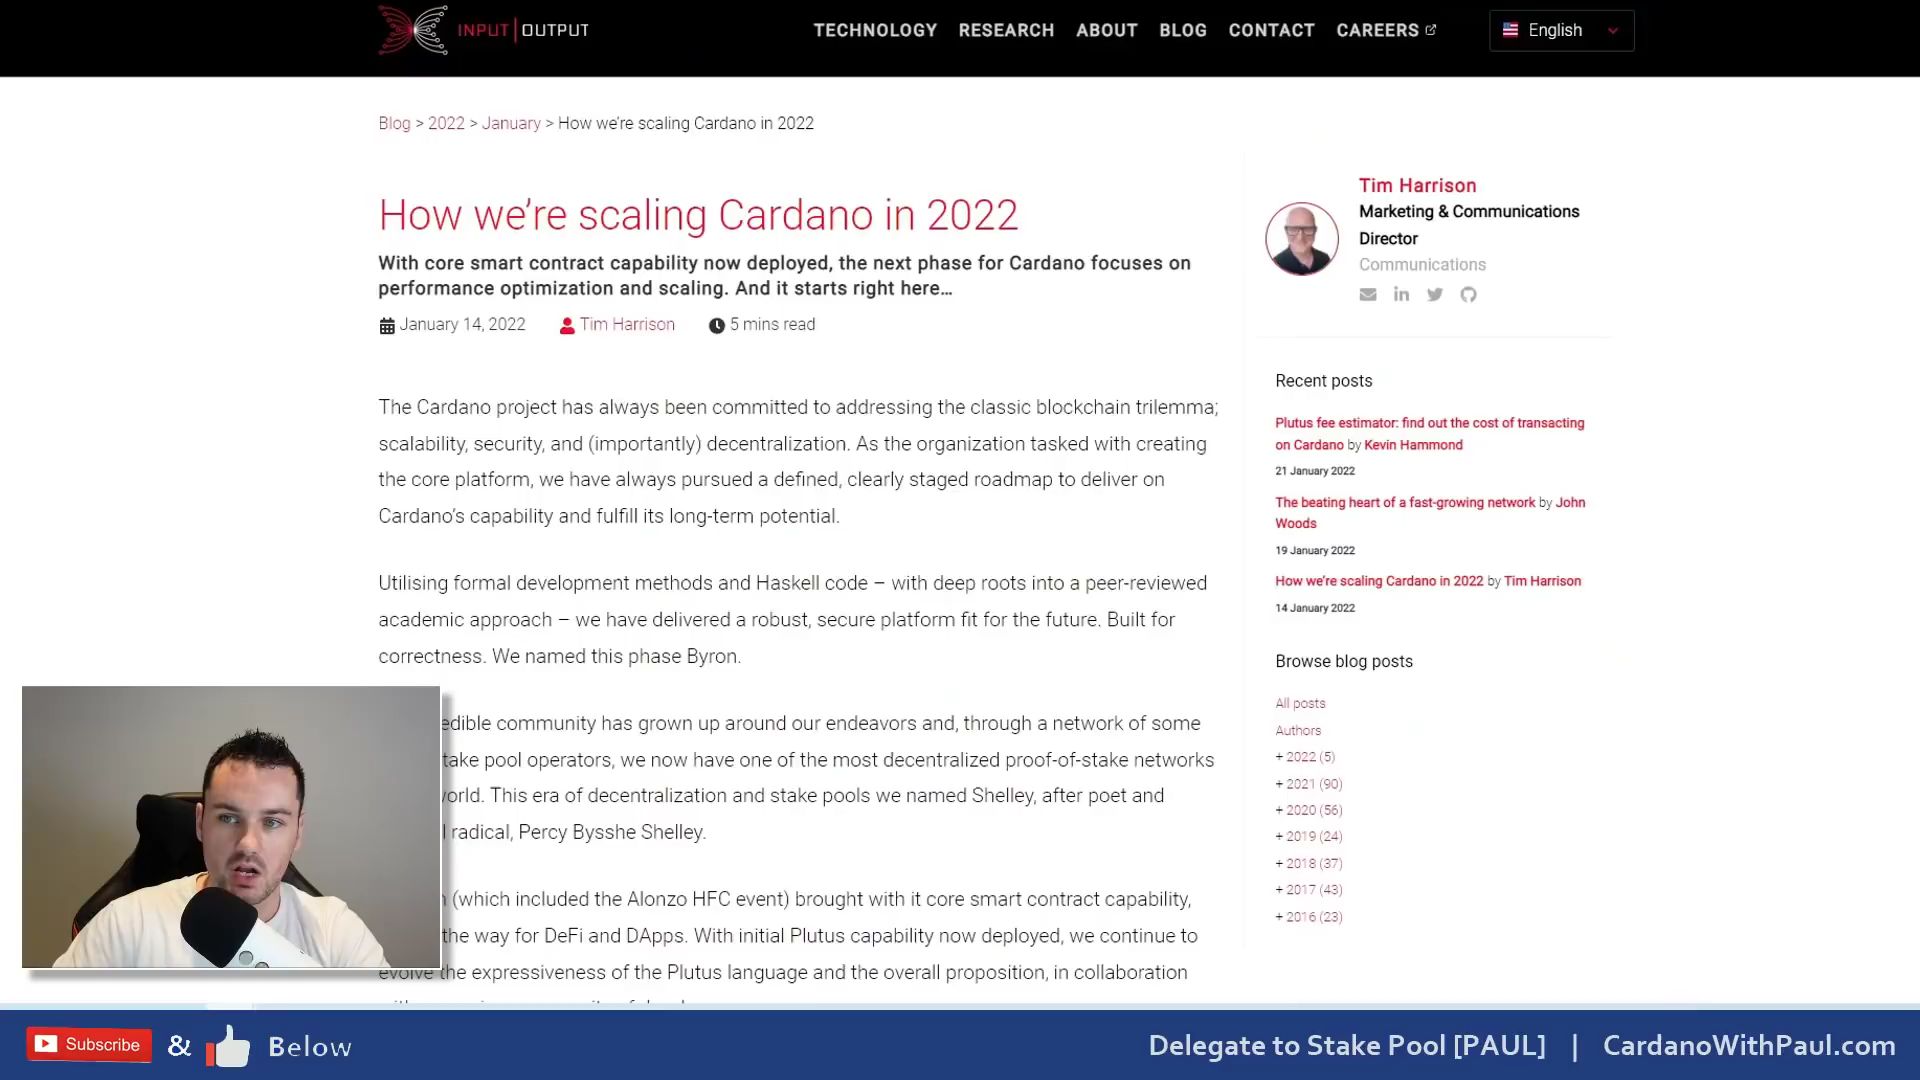 INPUT | OUTPUT
TECHNOLOGY RESEARCH ABOUT BLOG CONTACT CAREERS
English
Blog > 2022 > January > How we’re scaling Cardano in 2022
How we’re scaling Cardano in 2022
With core smart contract capability now deployed, the next phase for Cardano focuses on
performance optimization and scaling. And it starts right here…
January 14, 2022 Tim Harrison 5 mins read
The Cardano project has always been committed to addressing the classic blockchain trilemma;
scalability, security, and (importantly) decentralization. As the organization tasked with creating
the core platform, we have always pursued a defined, clearly staged roadmap to deliver on
Cardano’s capability and fulfill its long-term potential.
Utilising formal development methods and Haskell code – with deep roots into a peer-reviewed
academic approach – we have delivered a robust, secure platform fit for the future. Built for
correctness. We named this phase Byron.
edible community has grown up around our endeavors and, through a network of some
take pool operators, we now have one of the most decentralized proof-of-stake networks
orld. This era of decentralization and stake pools we named Shelley, after poet and
l radical, Percy Bysshe Shelley.
(which included the Alonzo HFC event) brought with it core smart contract capability,
the way for DeFi and DApps. With initial Plutus capability now deployed, we continue to
evolve the expressiveness of the Plutus language and the overall proposition, in collaboration
Tim Harrison
Marketing & Communications
Director
Communications
Recent posts
Plutus fee estimator: find out the cost of transacting
on Cardano by Kevin Hammond
21 January 2022
The beating heart of a fast-growing network by John
Woods
19 January 2022
How we’re scaling Cardano in 2022 by Tim Harrison
14 January 2022
Browse blog posts
All posts
Authors
+ 2022 (5)
+ 2021 (90)
+ 2020 (56)
+ 2019 (24)
+ 2018 (37)
+ 2017 (43)
+ 2016 (23)
Subscribe & Below
Delegate to Stake Pool [PAUL] | CardanoWithPaul.com